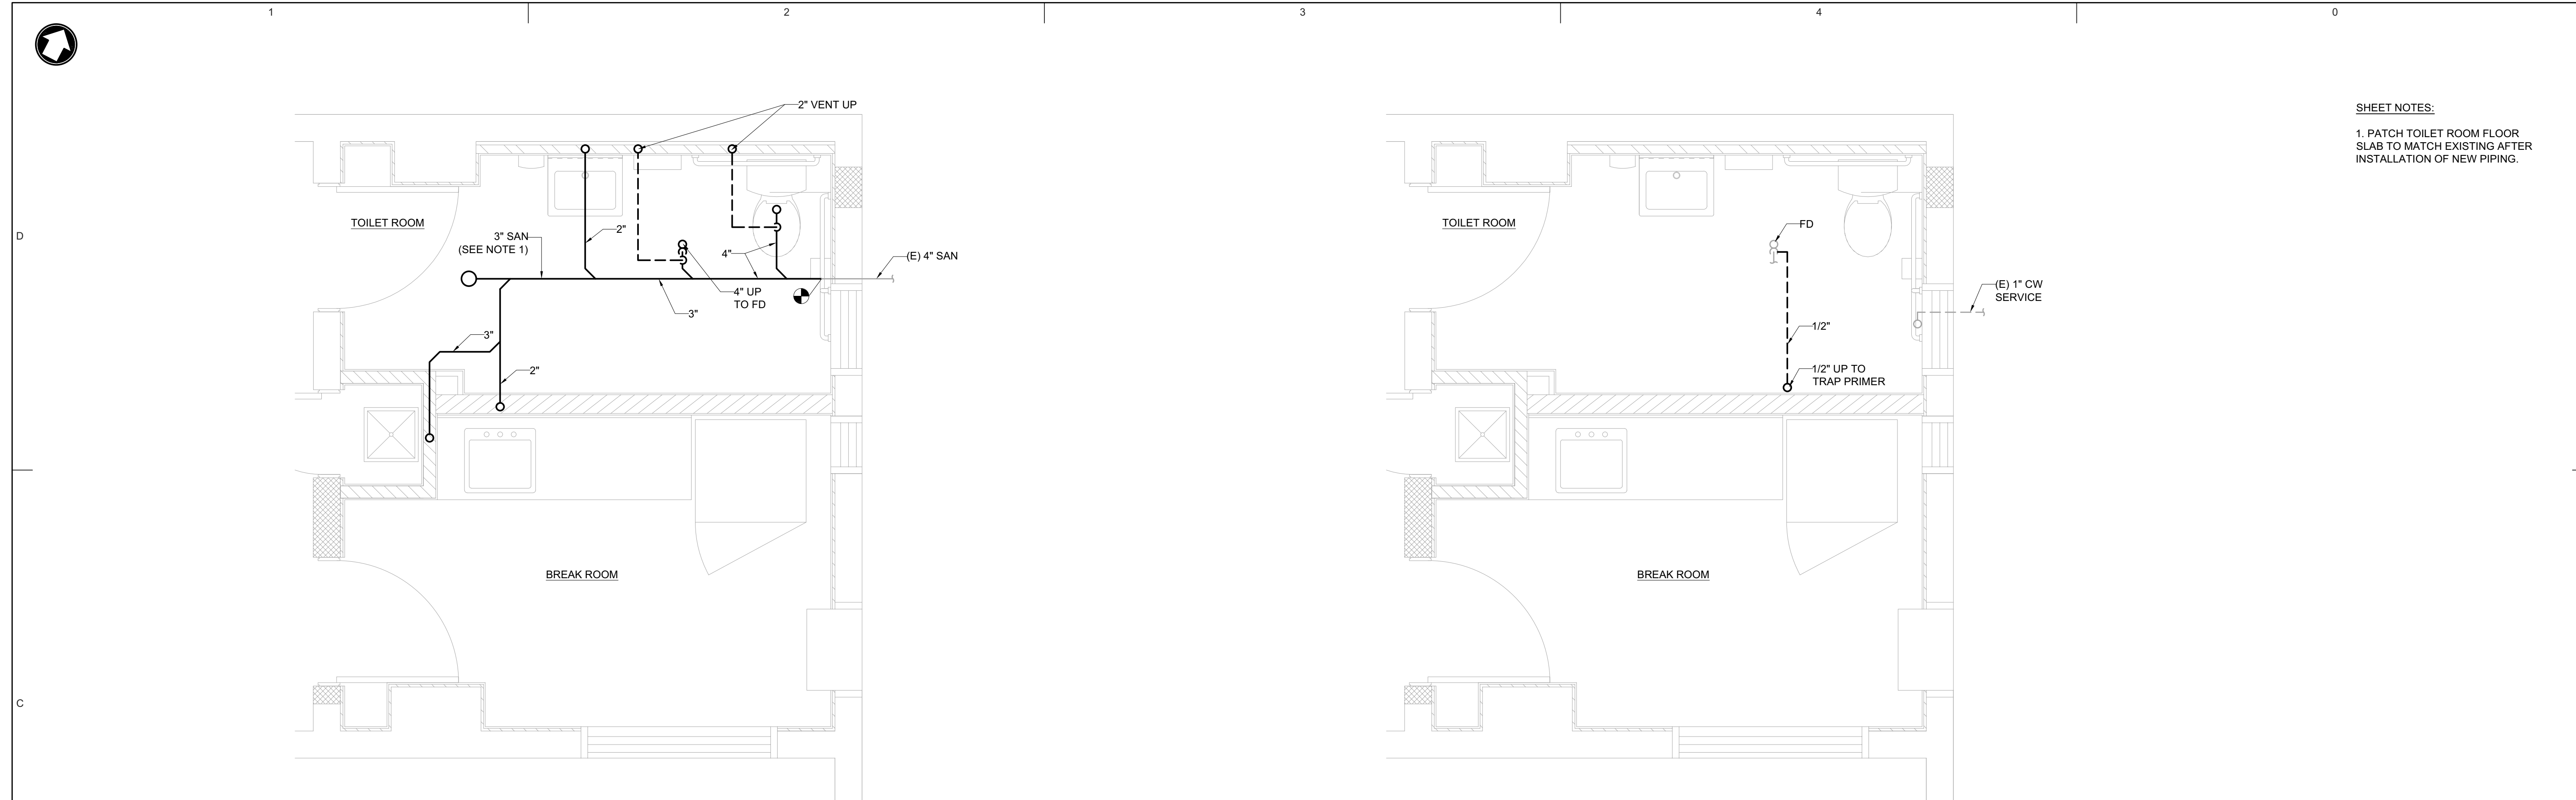 1
2
3
4
0
D
C
2" VENT UP
TOILET ROOM
3" SAN
(SEE NOTE 1)
2"
4"
(E) 4" SAN
4" UP
TO FD
3"
3"
2"
BREAK ROOM
TOILET ROOM
FD
(E) 1" CW
SERVICE
1/2"
1/2" UP TO
TRAP PRIMER
BREAK ROOM
SHEET NOTES:
1. PATCH TOILET ROOM FLOOR
SLAB TO MATCH EXISTING AFTER
INSTALLATION OF NEW PIPING.